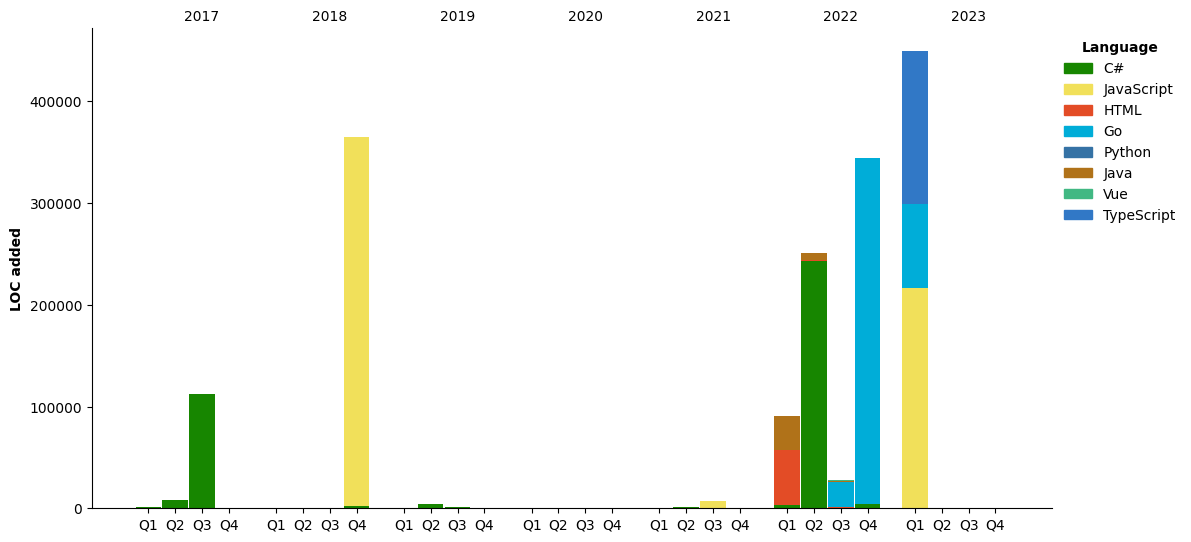 2017 2018 2019 2020 2021 2022 2023
Language
C#
JavaScript
HTML
Go
Python
Java
Vue
TypeScript
LOC added
400000
300000
200000
100000
0
Q1 Q2 Q3 Q4 Q1 Q2 Q3 Q4 Q1 Q2 Q3 Q4 Q1 Q2 Q3 Q4 Q1 Q2 Q3 Q4 Q1 Q2 Q3 Q4 Q1 Q2 Q3 Q4